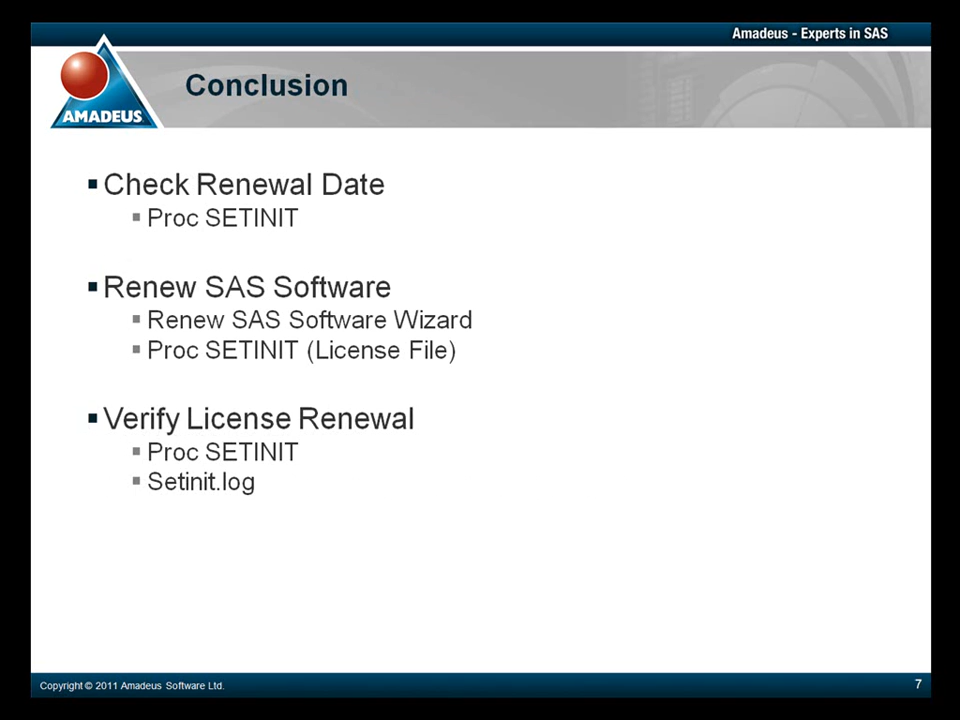 Amadeus - Experts in SAS
AMADEUS
Conclusion
Check Renewal Date
Proc SETINIT
Renew SAS Software
Renew SAS Software Wizard
Proc SETINIT (License File)
Verify License Renewal
Proc SETINIT
Setinit.log
Copyright © 2011 Amadeus Software Ltd.
7